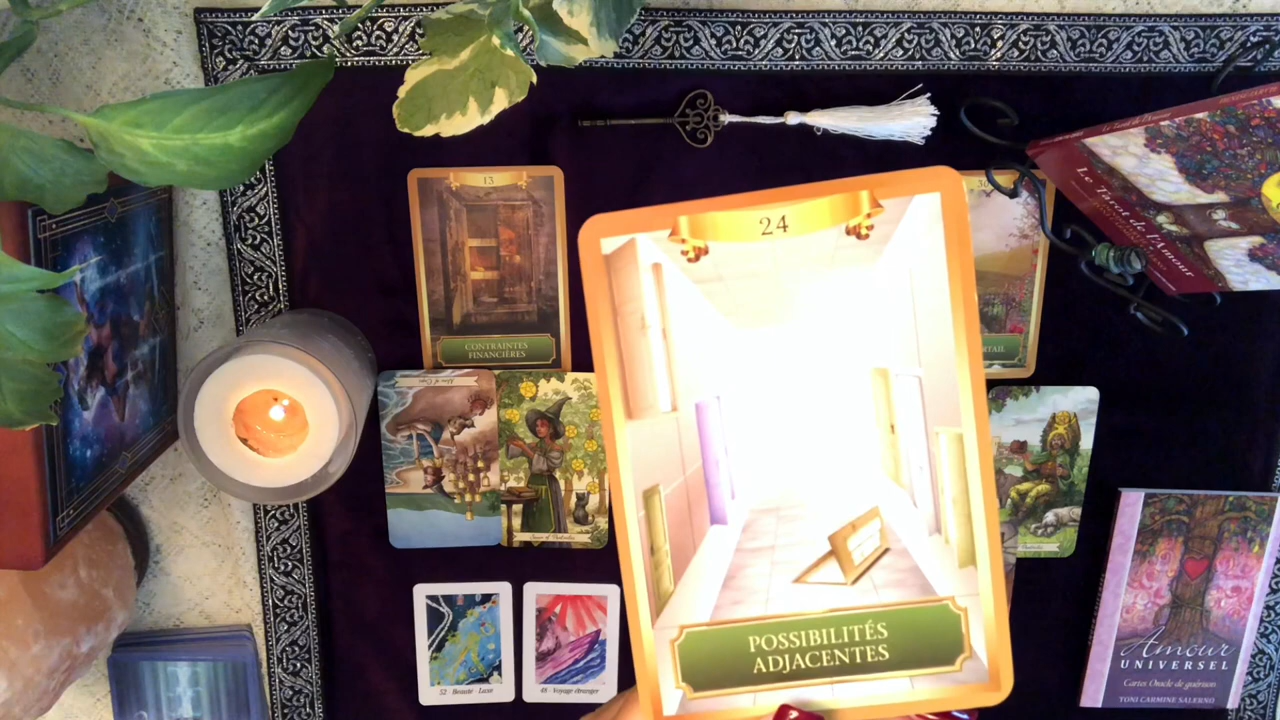 13
CONTRAINTES
FINANCIÈRES
24
POSSIBILITÉS
ADJACENTES
Le Tarot de l'Amour
52 - Beauté - Luxe
48 - Voyage étranger
Amour
UNIVERSEL
Cartes Oracle de guérison
TONI CARMINE SALERNO